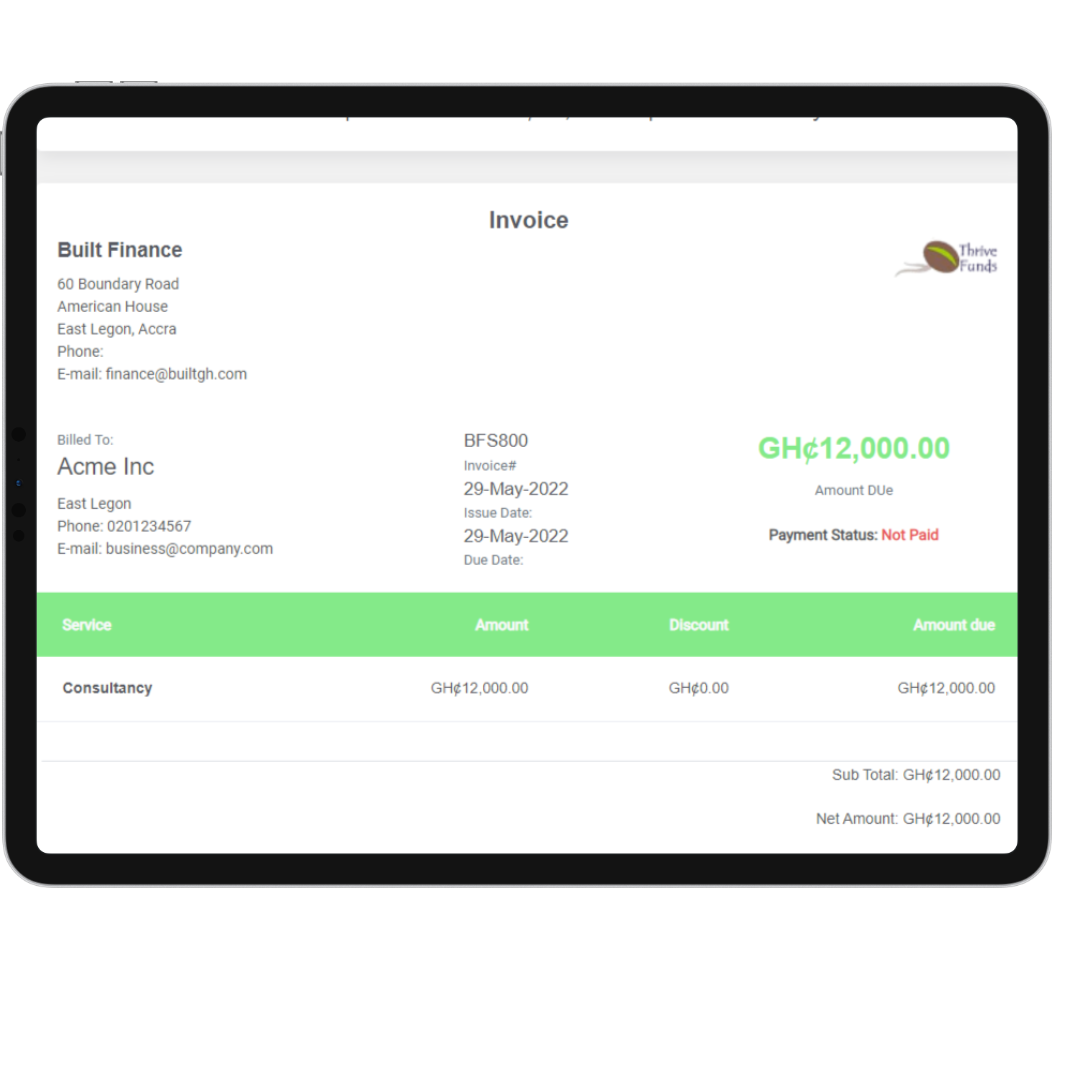 Invoice
Built Finance
Thrive
Funds
60 Boundary Road
American House
East Legon, Accra
Phone:
E-mail: finance@builtgh.com
Billed To:
Acme Inc
East Legon
Phone: 0201234567
E-mail: business@company.com
BFS800
Invoice#
29-May-2022
Issue Date:
29-May-2022
Due Date:
GH₵12,000.00
Amount DUe
Payment Status: Not Paid
Service Amount Discount Amount due
Consultancy GH₵12,000.00 GH₵0.00 GH₵12,000.00
Sub Total: GH₵12,000.00
Net Amount: GH₵12,000.00